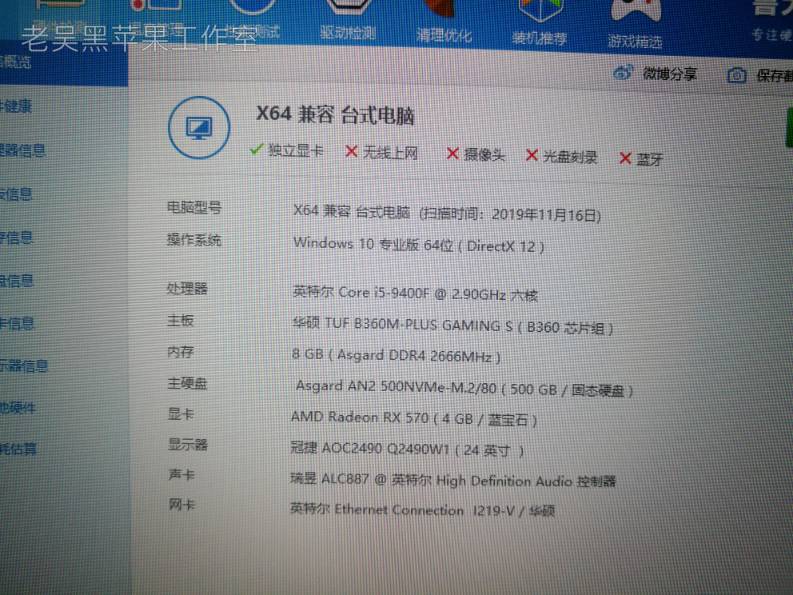 老吴黑苹果工作室
驱动检测
清理优化
装机推荐
游戏精选
专注硬
微博分享
保存截
概览
健康
器信息
信息
信息
信息
卡信息
示器信息
他硬件
耗估算
X64 兼容 台式电脑
独立显卡 无线上网 摄像头 光盘刻录 蓝牙
电脑型号 X64 兼容 台式电脑 (扫描时间：2019年11月16日)
操作系统 Windows 10 专业版 64位 ( DirectX 12 )
处理器 英特尔 Core i5-9400F @ 2.90GHz 六核
主板 华硕 TUF B360M-PLUS GAMING S ( B360 芯片组 )
内存 8 GB ( Asgard DDR4 2666MHz )
主硬盘 Asgard AN2 500NVMe-M.2/80 ( 500 GB / 固态硬盘 )
显卡 AMD Radeon RX 570 ( 4 GB / 蓝宝石 )
显示器 冠捷 AOC2490 Q2490W1 ( 24 英寸 )
声卡 瑞昱 ALC887 @ 英特尔 High Definition Audio 控制器
网卡 英特尔 Ethernet Connection I219-V / 华硕